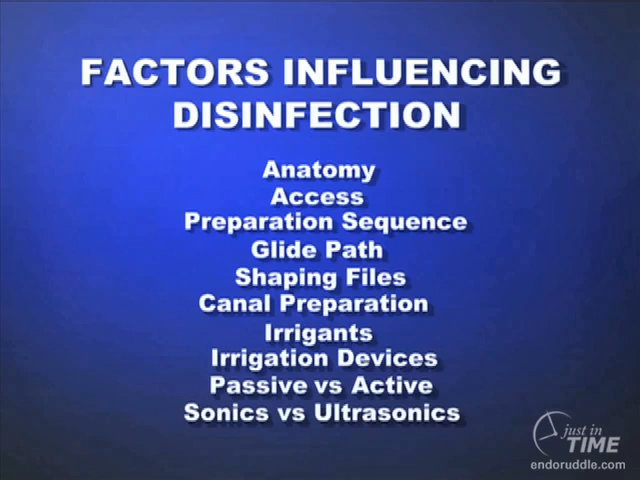 FACTORS INFLUENCING
DISINFECTION
Anatomy
Access
Preparation Sequence
Glide Path
Shaping Files
Canal Preparation
Irrigants
Irrigation Devices
Passive vs Active
Sonics vs Ultrasonics
just in
TIME
endoruddle.com